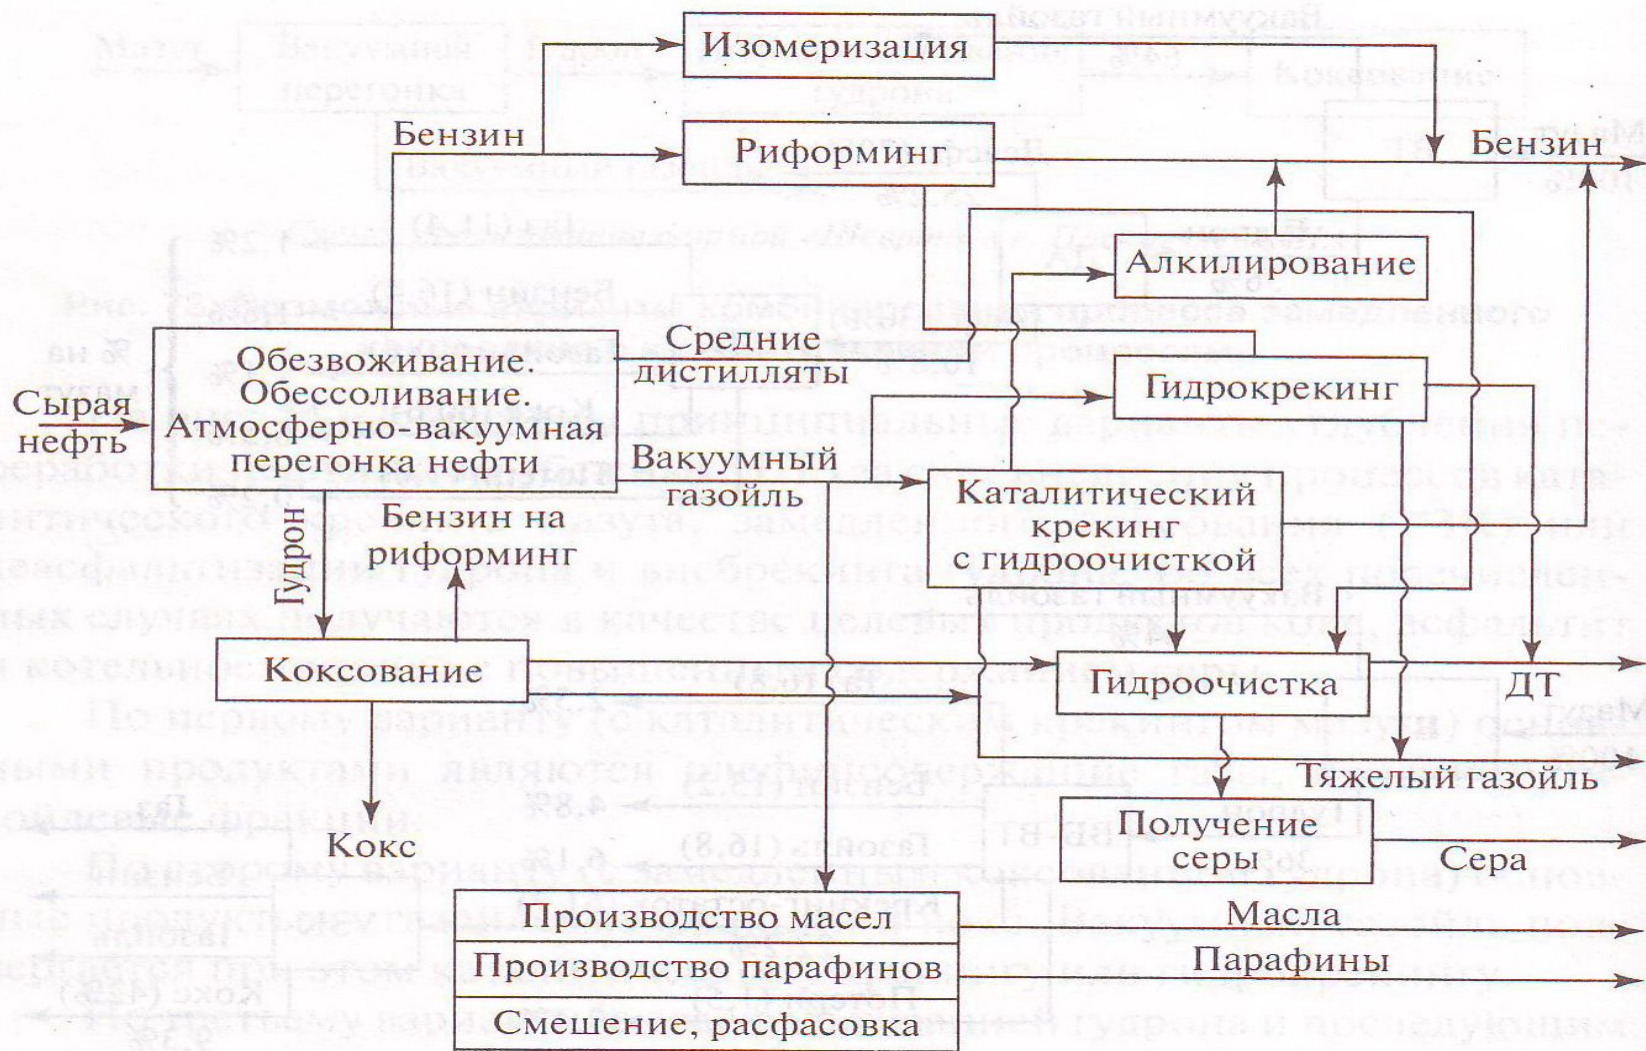 Изомеризация
Бензин
Риформинг
Бензин
Алкилирование
Средние
дистилляты
Обезвоживание.
Обессоливание.
Атмосферно-вакуумная
перегонка нефти
Сырая
нефть
Гидрокрекинг
Вакуумный
газойль
Каталитический
крекинг
с гидроочисткой
Гудрон
Бензин на
риформинг
Коксование
Гидроочистка
ДТ
Тяжелый газойль
Кокс
Получение
серы
Сера
Производство масел
Масла
Производство парафинов
Парафины
Смешение, расфасовка